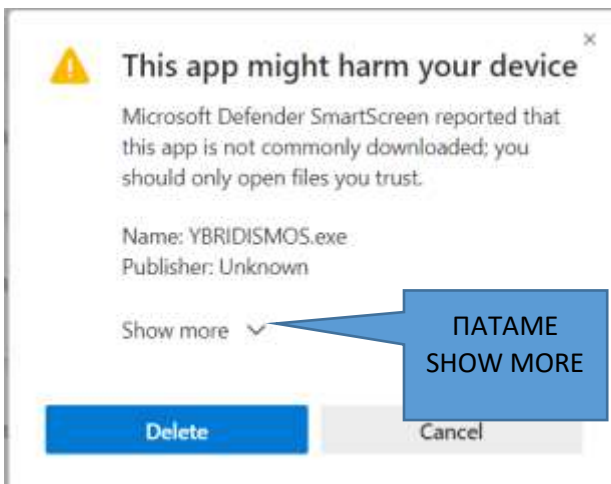 This app might harm your device
Microsoft Defender SmartScreen reported that
this app is not commonly downloaded; you
should only open files you trust.
Name: YBRIDISMOS.exe
Publisher: Unknown
Show more
ΠΑΤΑΜΕ
SHOW MORE
Delete
Cancel